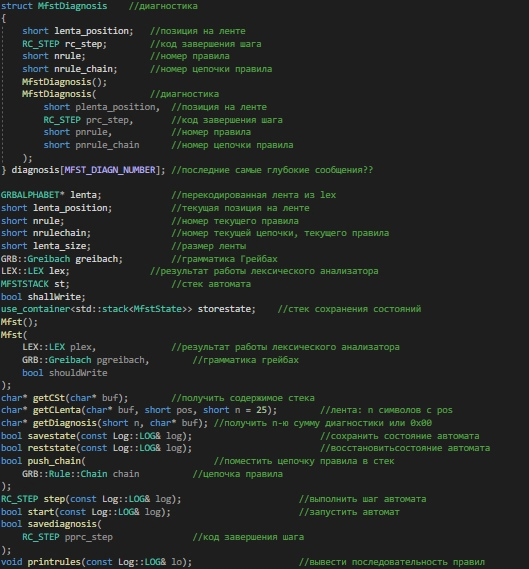 struct MfstDiagnosis //диагностика
{
short lenta_position; //позиция на ленте
RC_STEP rc_step; //код завершения шага
short nrule; //номер правила
short nrule_chain; //номер цепочки правила
MfstDiagnosis();
MfstDiagnosis( //диагностика
short plenta_position, //позиция на ленте
RC_STEP prc_step, //код завершения шага
short pnrule, //номер правила
short pnrule_chain //номер цепочки правила
);
} diagnosis[MFST_DIAGN_NUMBER]; //последние самые глубокие сообщения??
GRBALPHABET* lenta; //перекодированная лента из lex
short lenta_position; //текущая позиция на ленте
short nrule; //номер текущего правила
short nrulechain; //номер текущей цепочки, текущего правила
short lenta_size; //размер ленты
GRB::Greibach greibach; //грамматика Грейбах
LEX::LEX lex; //результат работы лексического анализатора
MFSTSTACK st; //стек автомата
bool shallWrite;
use_container<std::stack<MfstState>> storestate; //стек сохранения состояний
Mfst();
Mfst(
LEX::LEX plex, //результат работы лексического анализатора
GRB::Greibach pgreibach, //грамматика грейбах
bool shouldWrite
);
char* getCSt(char* buf); //получить содержимое стека
char* getCLenta(char* buf, short pos, short n = 25); //лента: n символов с pos
char* getDiagnosis(short n, char* buf); //получить n-ю сумму диагностики или 0x00
bool savestate(const Log::LOG& log); //сохранить состояние автомата
bool reststate(const Log::LOG& log); //восстановитьсостояние автомата
bool push_chain( //поместить цепочку правила в стек
GRB::Rule::Chain chain //цепочка правила
);
RC_STEP step(const Log::LOG& log); //выполнить шаг автомата
bool start(const Log::LOG& log); //запустить автомат
bool savediagnosis(
RC_STEP pprc_step //код завершения шага
);
void printrules(const Log::LOG& lo); //вывести последовательность правил